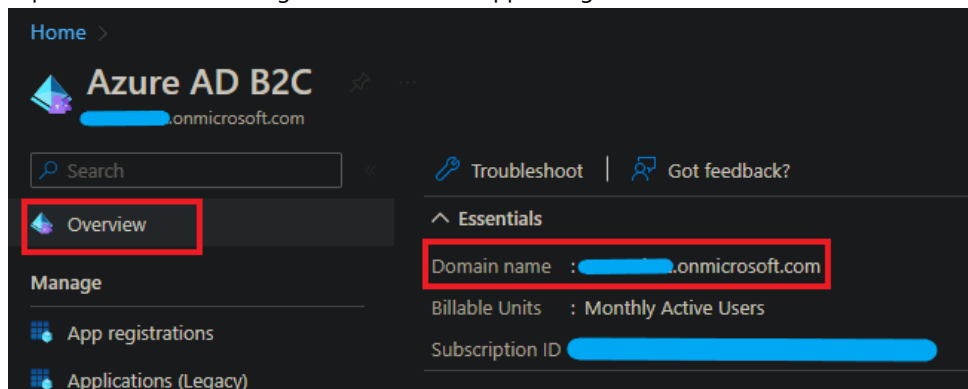 Home >
Azure AD B2C
.onmicrosoft.com
Search
«
Troubleshoot | Got feedback?
Overview
Essentials
Domain name : .onmicrosoft.com
Manage
Billable Units : Monthly Active Users
App registrations
Subscription ID
Applications (Legacy)